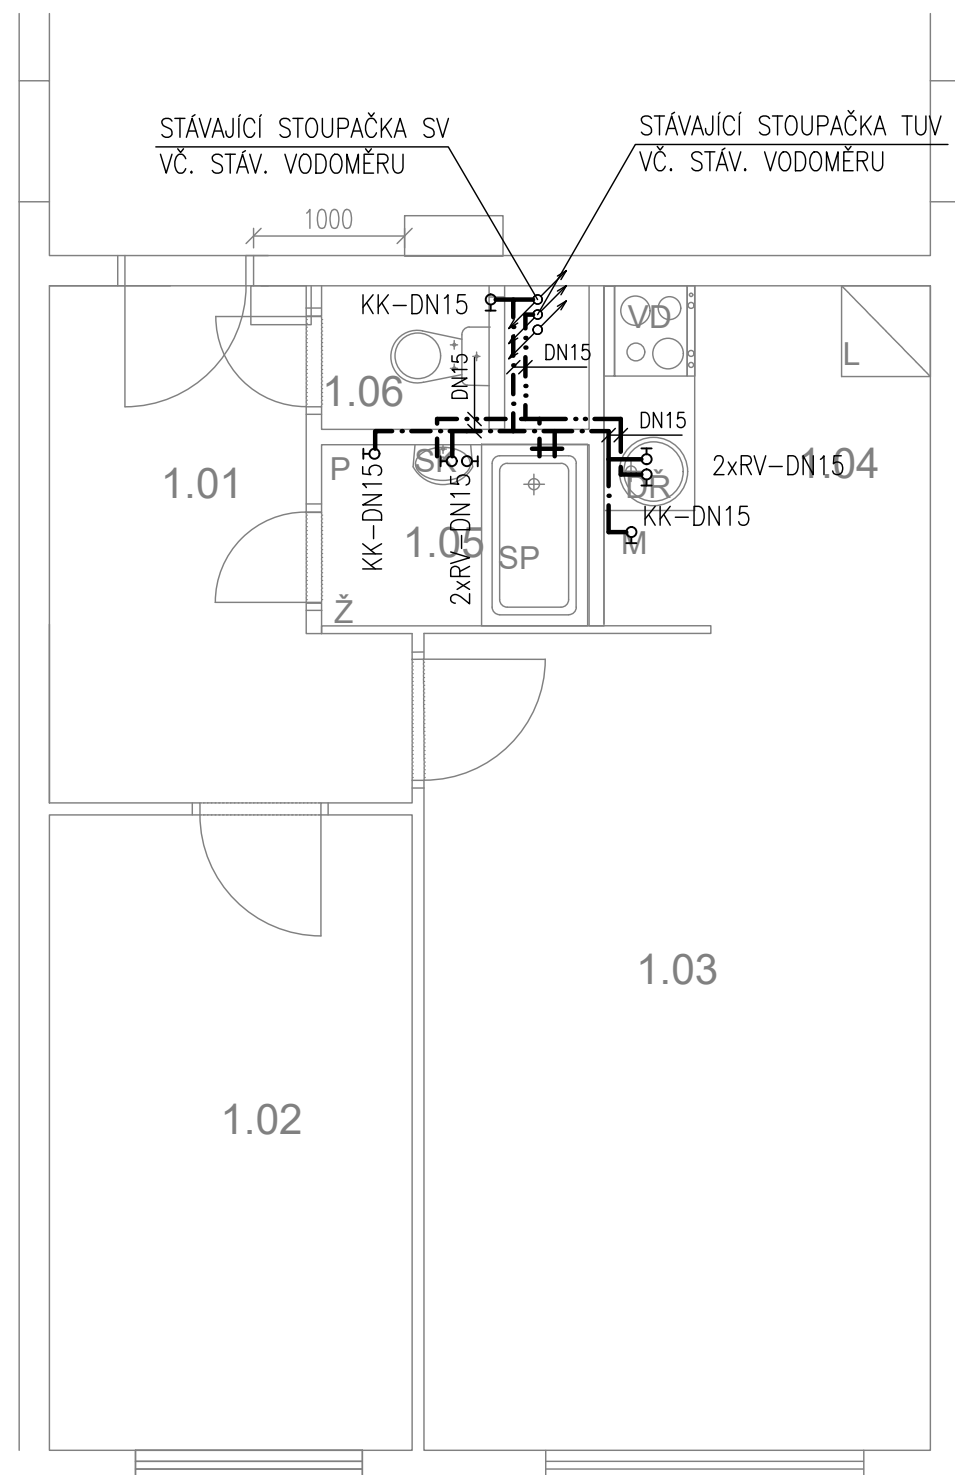 STÁVAJÍCÍ STOUPAČKA SV
VČ. STÁV. VODOMĚRU
STÁVAJÍCÍ STOUPAČKA TUV
VČ. STÁV. VODOMĚRU
1000
KK-DN15
VD
DN15
L
DN15
1.06
DN15
1.01
P
SK
2xRV-DN15
1.04
DŘ
KK-DN15
KK-DN15
2xRV-DN15
1.05
SP
M
Ž
1.03
1.02